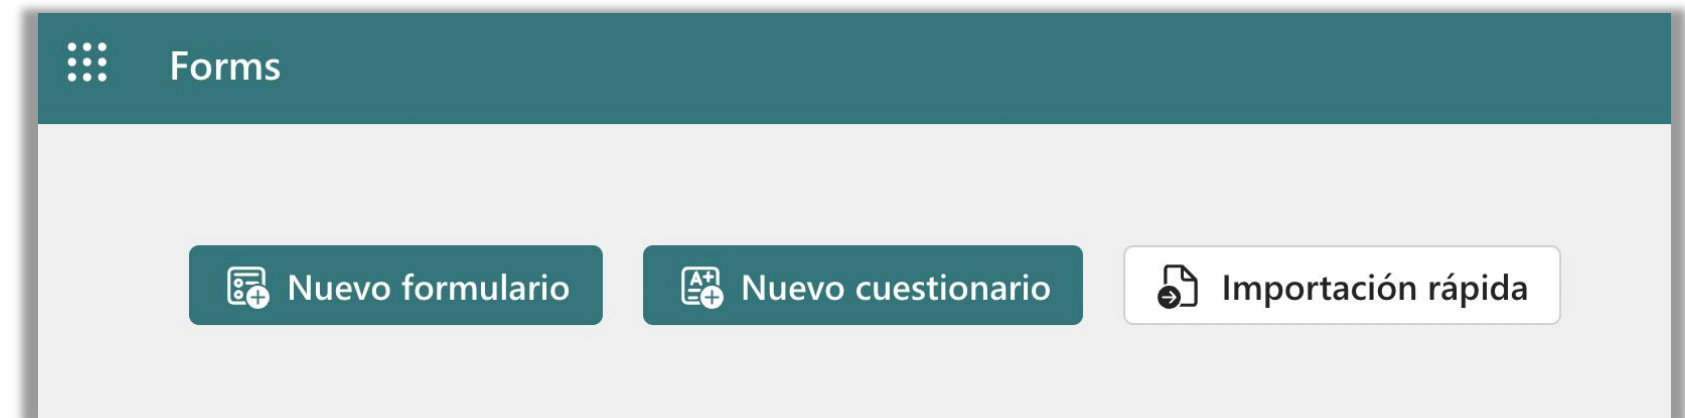 Forms
Nuevo formulario
Nuevo cuestionario
Importación rápida